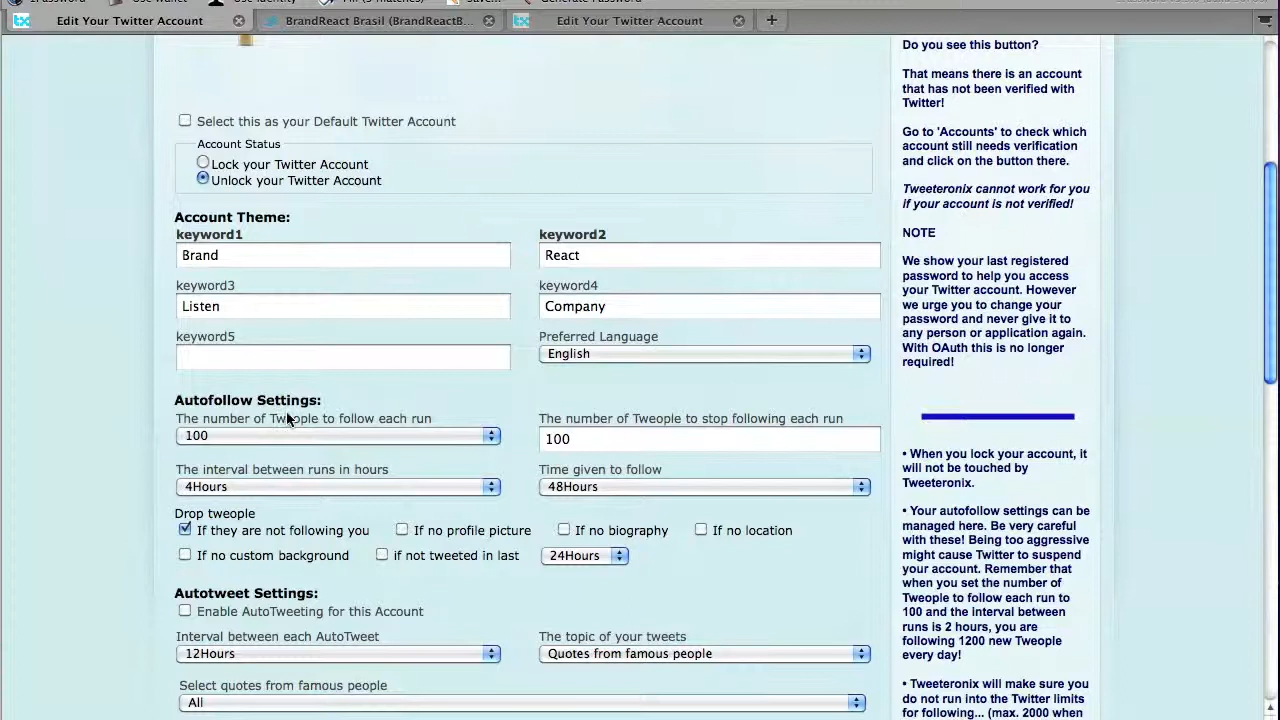 Edit Your Twitter Account
BrandReact Brasil (BrandReact...
Edit Your Twitter Account
Select this as your Default Twitter Account
Account Status
Lock your Twitter Account
Unlock your Twitter Account
Account Theme:
keyword1
keyword2
Brand
React
keyword3
keyword4
Listen
Company
keyword5
Preferred Language
English
Autofollow Settings:
The number of Tweople to follow each run
The number of Tweople to stop following each run
100
100
The interval between runs in hours
Time given to follow
4Hours
48Hours
Drop tweople
If they are not following you
If no profile picture
If no biography
If no location
If no custom background
if not tweeted in last
24Hours
Autotweet Settings:
Enable AutoTweeting for this Account
Interval between each AutoTweet
The topic of your tweets
12Hours
Quotes from famous people
Select quotes from famous people
All
Do you see this button?
That means there is an account
that has not been verified with
Twitter!
Go to 'Accounts' to check which
account still needs verification
and click on the button there.
Tweeteronix cannot work for you
if your account is not verified!
NOTE
We show your last registered
password to help you access
your Twitter account. However
we urge you to change your
password and never give it to
any person or application again.
With OAuth this is no longer
required!
• When you lock your account, it
will not be touched by
Tweeteronix.
• Your autofollow settings can be
managed here. Be very careful
with these! Being too aggressive
might cause Twitter to suspend
your account. Remember that
when you set the number of
Tweople to follow each run to
100 and the interval between
runs is 2 hours, you are
following 1200 new Tweople
every day!
• Tweeteronix will make sure you
do not run into the Twitter limits
for following... (max. 2000 when